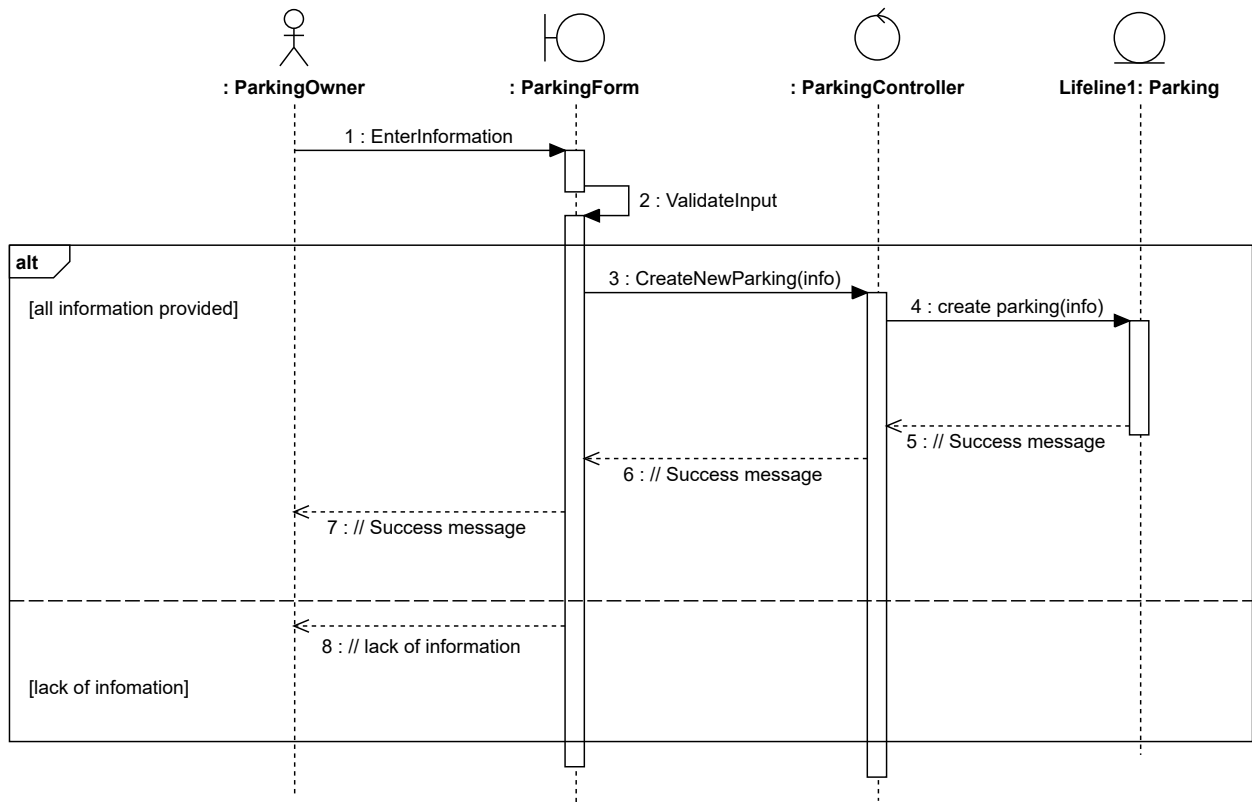 : ParkingOwner
: ParkingForm
: ParkingController
Lifeline1: Parking
1 : EnterInformation
2 : ValidateInput
alt
3 : CreateNewParking(info)
[all information provided]
4 : create parking(info)
5 : // Success message
6 : // Success message
7 : // Success message
8 : // lack of information
[lack of infomation]